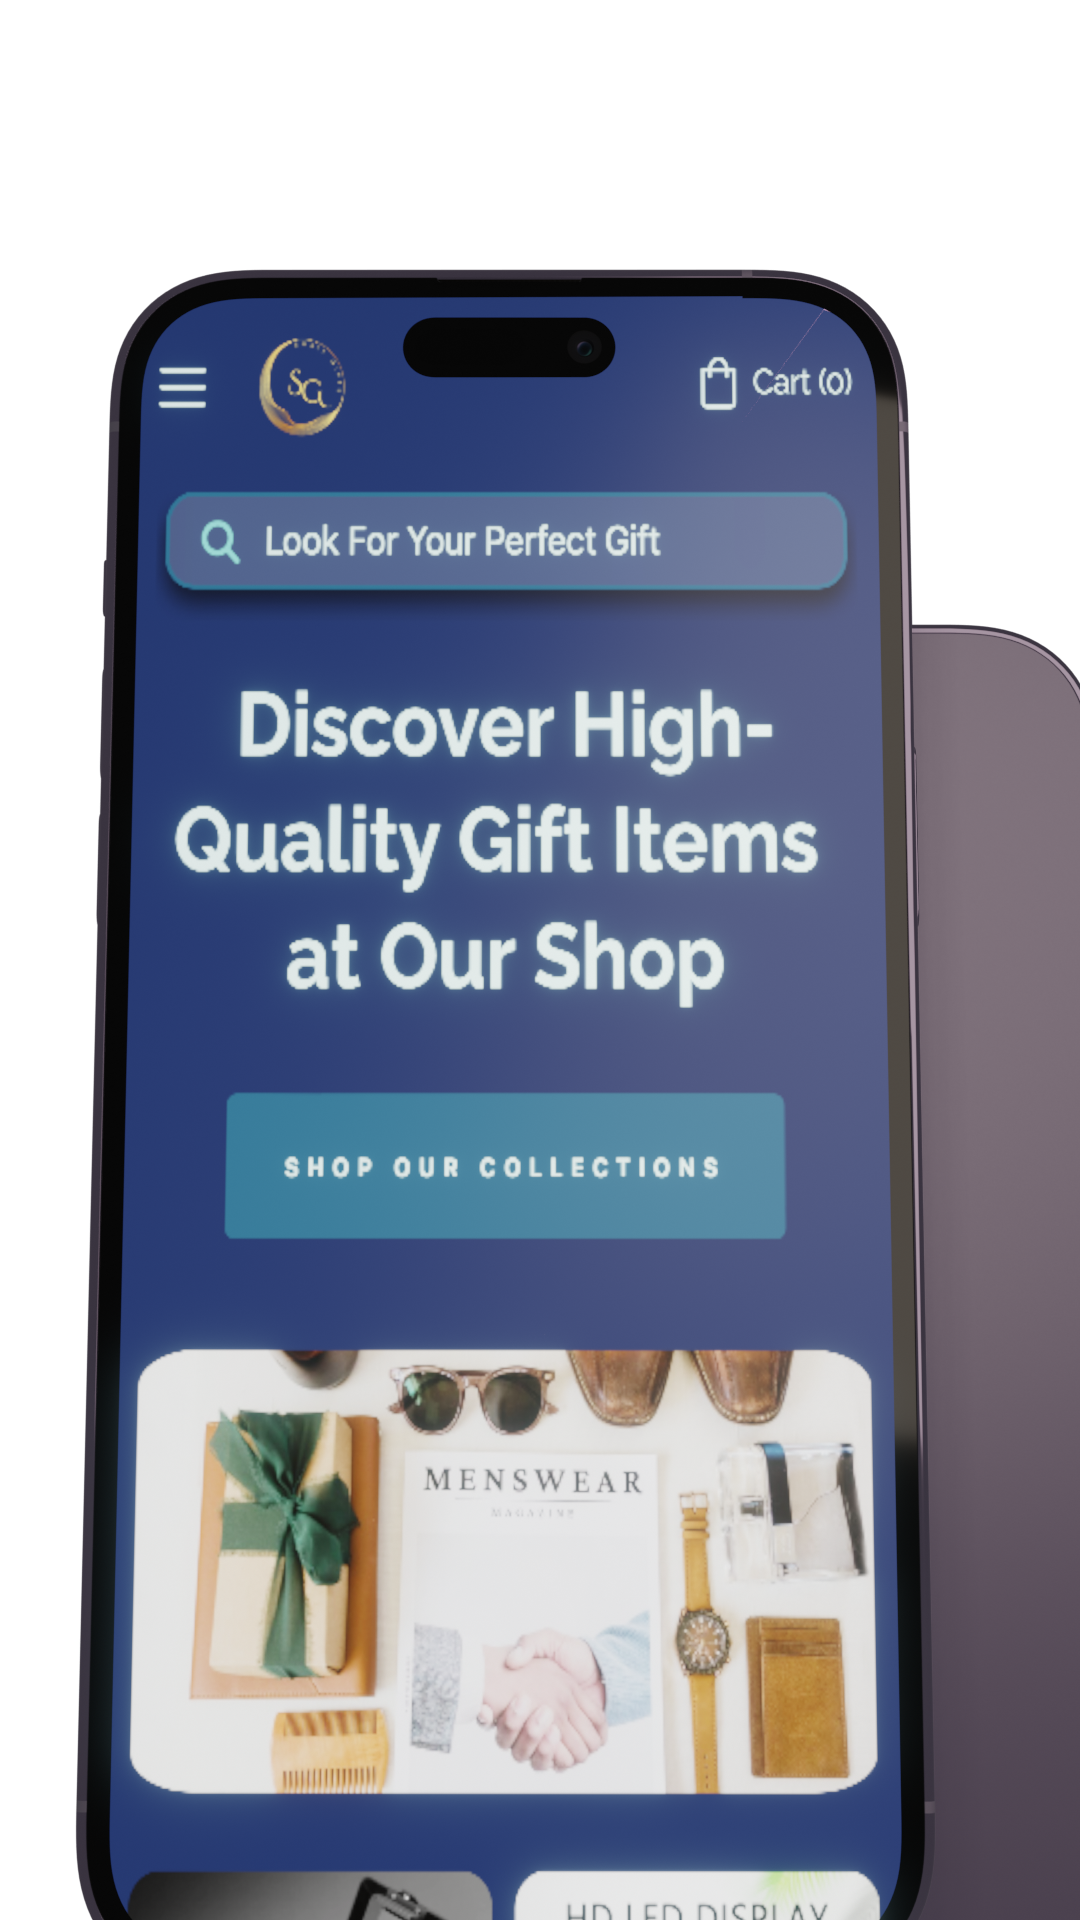 SG
Cart (0)
Look For Your Perfect Gift
Discover High-
Quality Gift Items
at Our Shop
SHOP OUR COLLECTIONS
MENSWEAR
MAGAZINE
HD LED DISPLAY